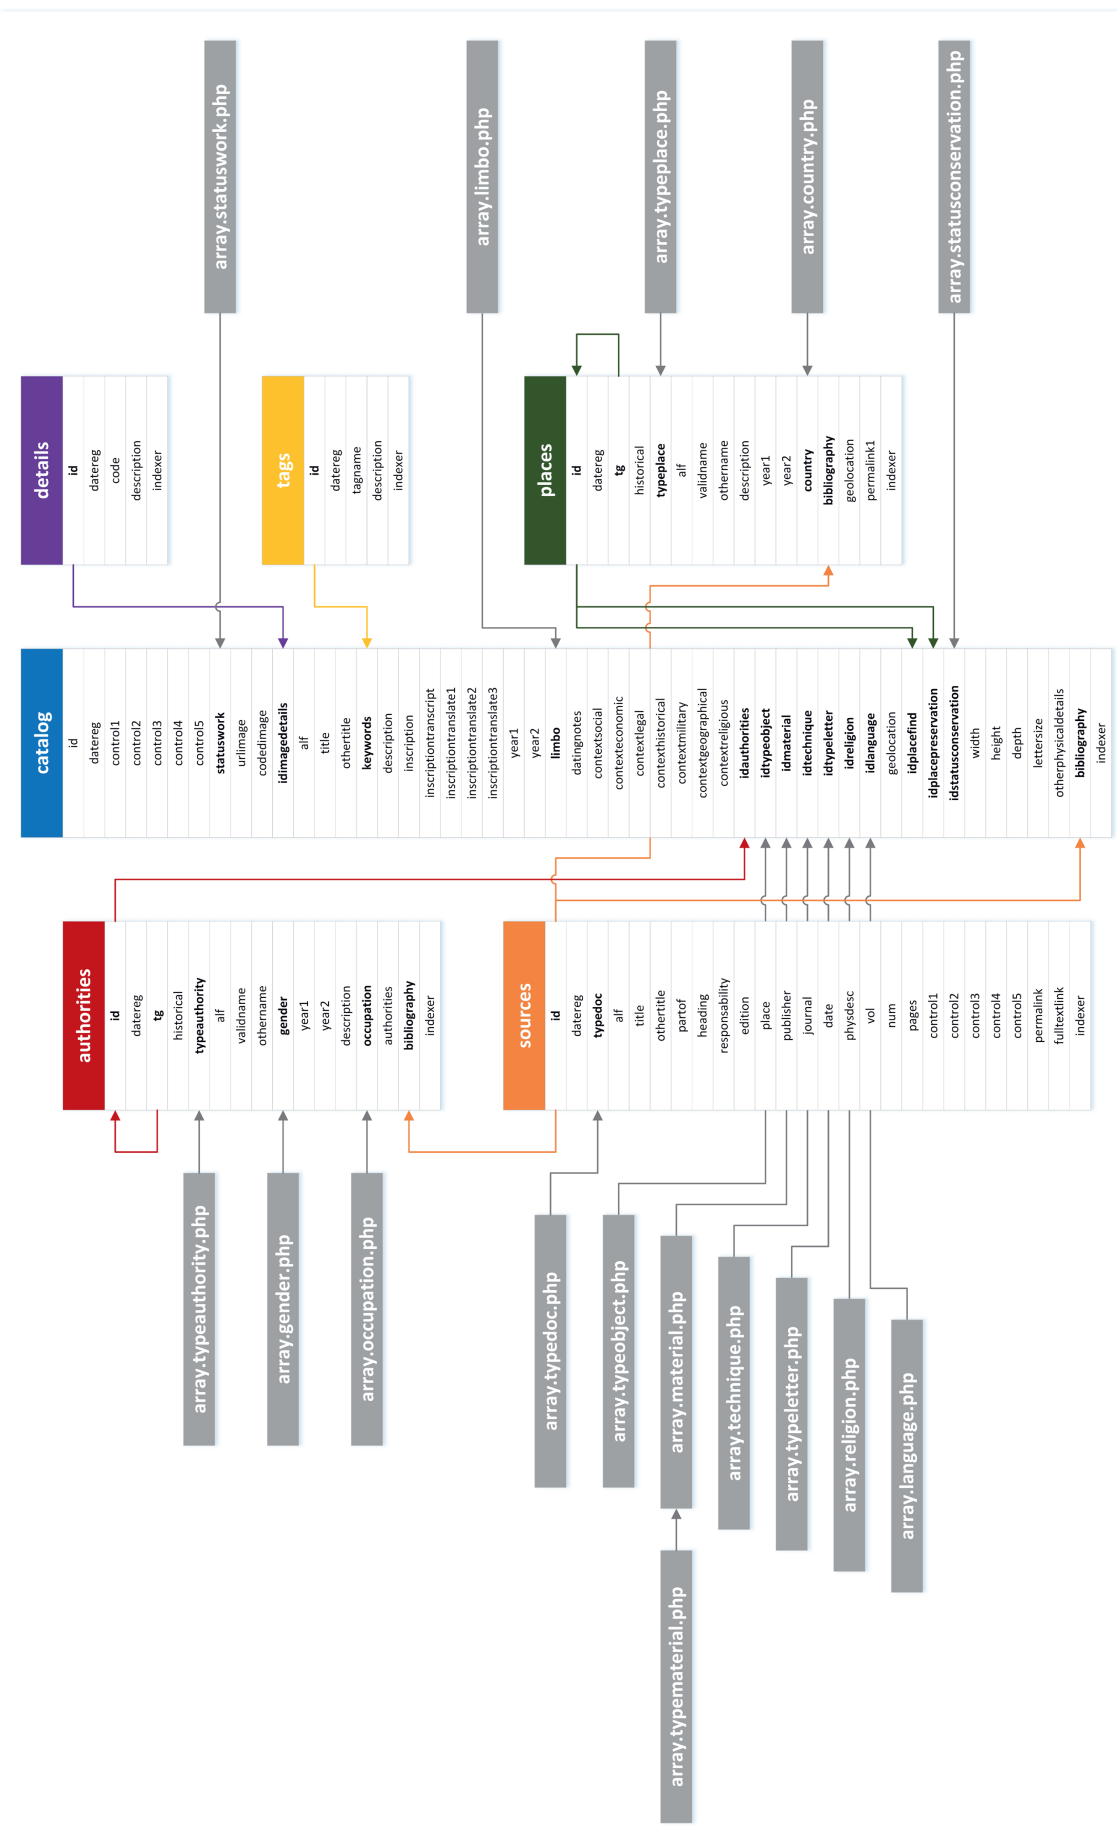 array.typematerial.php
array.typeauthority.php
array.gender.php
array.occupation.php
array.typedoc.php
array.typeobject.php
array.material.php
array.technique.php
array.typeletter.php
array.religion.php
array.language.php
authorities
id
datereg
tg
historical
typeauthority
alf
validname
othername
gender
year1
year2
description
occupation
authorities
bibliography
indexer
sources
id
datereg
typedoc
alf
title
othertitle
partof
heading
responsability
edition
place
publisher
journal
date
physdesc
vol
num
pages
control1
control2
control3
control4
control5
permalink
fulltextlink
indexer
catalog
id
datereg
control1
control2
control3
control4
control5
statuswork
urlimage
codedimage
idimagedetails
alf
title
othertitle
keywords
description
inscription
inscriptiontranscript
inscriptiontranslate1
inscriptiontranslate2
inscriptiontranslate3
year1
year2
limbo
datingnotes
contextsocial
contexteconomic
contextlegal
contexthistorical
contextmilitary
contextgeographical
contextreligious
idauthorities
idtypeobject
idmaterial
idtechnique
idtypeletter
idreligion
idlanguage
geolocation
idplacefind
idplacepreservation
idstatusconservation
width
height
depth
lettersize
otherphysicaldetails
bibliography
indexer
details
id
datereg
code
description
indexer
tags
id
datereg
tagname
description
indexer
places
id
datereg
tg
historical
typeplace
alf
validname
othername
description
year1
year2
country
bibliography
geolocation
permalink1
indexer
array.statuswork.php
array.limbo.php
array.typeplace.php
array.country.php
array.statusconservation.php